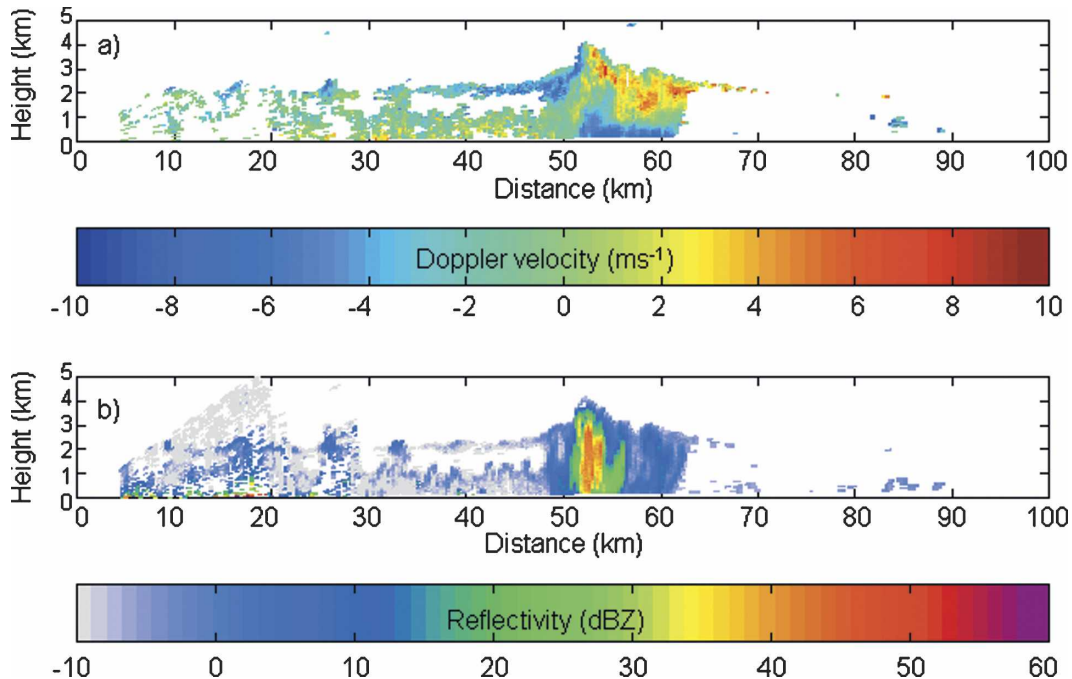 Height (km)
5
4
3
2
1
0
a)
0 10 20 30 40 50 60 70 80 90 100
Distance (km)
Doppler velocity (ms-1)
-10 -8 -6 -4 -2 0 2 4 6 8 10
Height (km)
5
4
3
2
1
0
b)
0 10 20 30 40 50 60 70 80 90 100
Distance (km)
Reflectivity (dBZ)
-10 0 10 20 30 40 50 60